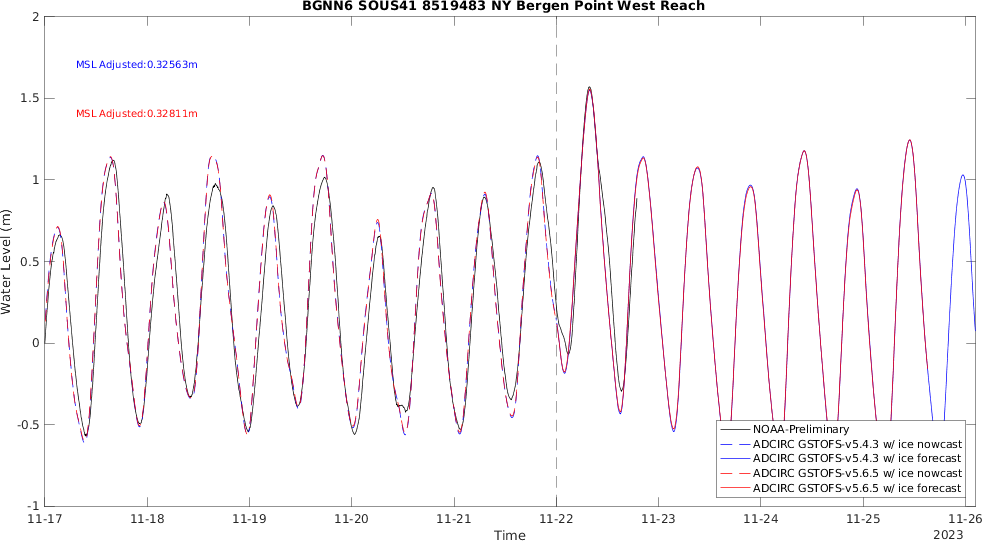 BGNN6 SOUS41 8519483 NY Bergen Point West Reach
2
MSL Adjusted:0.32563m
1.5
MSL Adjusted:0.32811m
1
Water Level (m)
0.5
0
-0.5
NOAA-Preliminary
ADCIRC GSTOFS-v5.4.3 w/ ice nowcast
ADCIRC GSTOFS-v5.4.3 w/ ice forecast
ADCIRC GSTOFS-v5.6.5 w/ ice nowcast
ADCIRC GSTOFS-v5.6.5 w/ ice forecast
-1
11-17 11-18 11-19 11-20 11-21 11-22 11-23 11-24 11-25 11-26
Time
2023